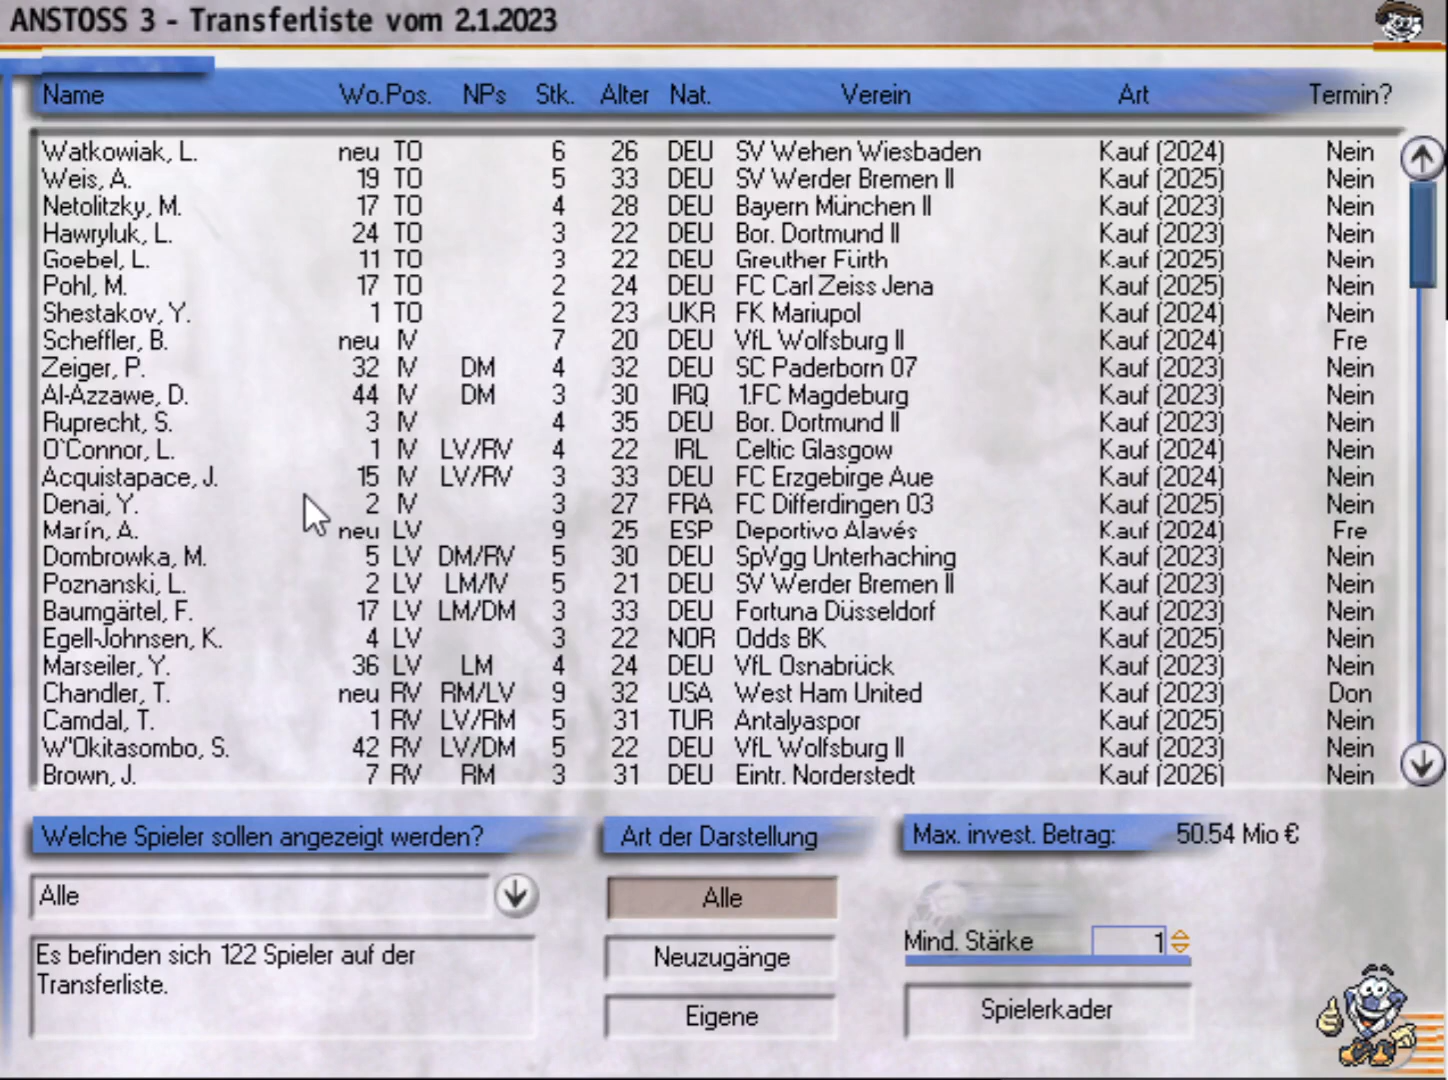 ANSTOSS 3 - Transferliste vom 2.1.2023
Name Wo. Pos. NPs Stk. Alter Nat. Verein Art Termin?
Watkowiak, L. neu TO 6 26 DEU SV Wehen Wiesbaden Kauf (2024) Nein
Weis, A. 19 TO 5 33 DEU SV Werder Bremen II Kauf (2025) Nein
Netolitzky, M. 17 TO 4 28 DEU Bayern München II Kauf (2023) Nein
Hawryluk, L. 24 TO 3 22 DEU Bor. Dortmund II Kauf (2023) Nein
Goebel, L. 11 TO 3 22 DEU Greuther Fürth Kauf (2025) Nein
Pohl, M. 17 TO 2 24 DEU FC Carl Zeiss Jena Kauf (2025) Nein
Shestakov, Y. 1 TO 2 23 UKR FK Mariupol Kauf (2024) Nein
Scheffler, B. neu IV 7 20 DEU VfL Wolfsburg II Kauf (2024) Fre
Zeiger, P. 32 IV DM 4 32 DEU SC Paderborn 07 Kauf (2023) Nein
Al-Azzawe, D. 44 IV DM 3 30 IRQ 1.FC Magdeburg Kauf (2023) Nein
Ruprecht, S. 3 IV 4 35 DEU Bor. Dortmund II Kauf (2023) Nein
O`Connor, L. 1 IV LV/RV 4 22 IRL Celtic Glasgow Kauf (2024) Nein
Acquistapace, J. 15 IV LV/RV 3 33 DEU FC Erzgebirge Aue Kauf (2024) Nein
Denai, Y. 2 IV 3 27 FRA FC Differdingen 03 Kauf (2025) Nein
Marín, A. neu LV 9 25 ESP Deportivo Alavés Kauf (2024) Fre
Dombrowka, M. 5 LV DM/RV 5 30 DEU SpVgg Unterhaching Kauf (2023) Nein
Poznanski, L. 2 LV LM/IV 5 21 DEU SV Werder Bremen II Kauf (2023) Nein
Baumgärtel, F. 17 LV LM/DM 3 33 DEU Fortuna Düsseldorf Kauf (2023) Nein
Egell-Johnsen, K. 4 LV 3 22 NOR Odds BK Kauf (2025) Nein
Marseiler, Y. 36 LV LM 4 24 DEU VfL Osnabrück Kauf (2023) Nein
Chandler, T. neu RV RM/LV 9 32 USA West Ham United Kauf (2023) Don
Camdal, T. 1 RV LV/RM 5 31 TUR Antalyaspor Kauf (2025) Nein
W'Okitasombo, S. 42 RV LV/DM 5 22 DEU VfL Wolfsburg II Kauf (2023) Nein
Brown, J. 7 RV RM 3 31 DEU Eintr. Norderstedt Kauf (2026) Nein
Welche Spieler sollen angezeigt werden? Art der Darstellung Max. invest. Betrag: 50.54 Mio €
Alle Alle
Mind. Stärke 1
Es befinden sich 122 Spieler auf der Neuzugänge
Transferliste.
Eigene Spielerkader